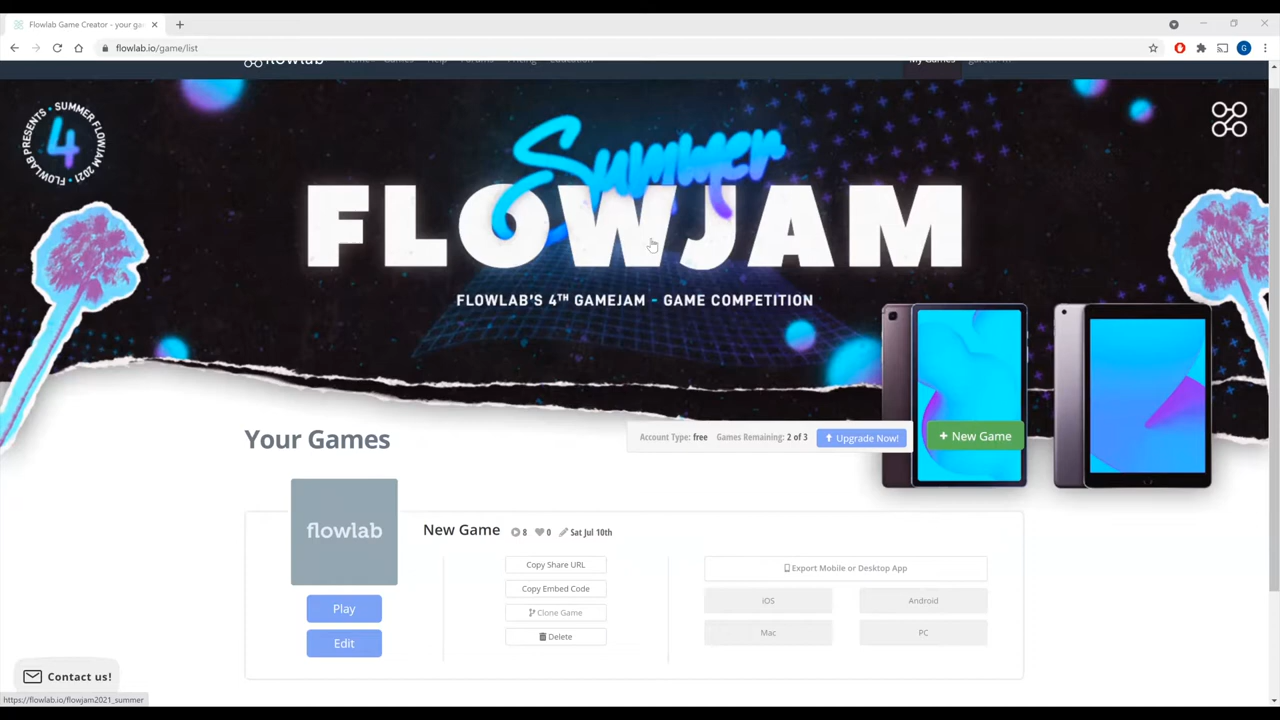 Flowlab Game Creator - your ga
flowlab.io/game/list
G
flowlab
FLOWLAB PRESENTS • SUMMER FLOWJAM 2021 •
4
Summer
FLOWJAM
FLOWLAB'S 4TH GAMEJAM - GAME COMPETITION
Your Games
Account Type: free Games Remaining: 2 of 3 Upgrade Now!
+ New Game
flowlab
New Game 8 0 Sat Jul 10th
Copy Share URL
Copy Embed Code
Clone Game
Delete
Export Mobile or Desktop App
iOS Android
Mac PC
Play
Edit
Contact us!
https://flowlab.io/flowjam2021_summer